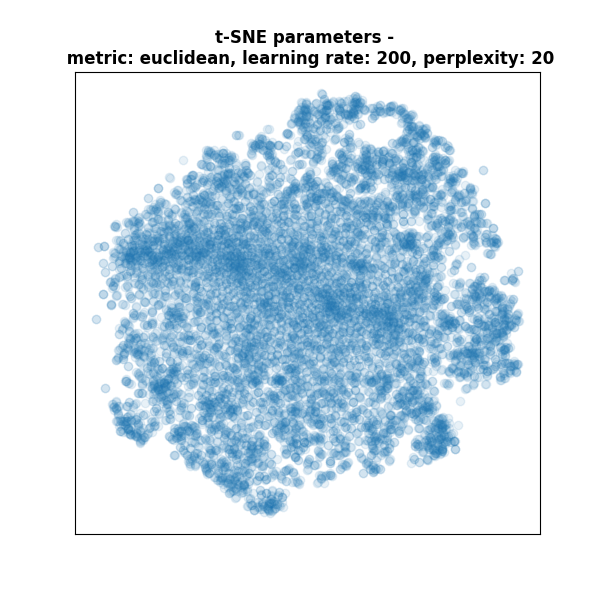 t-SNE parameters -
metric: euclidean, learning rate: 200, perplexity: 20